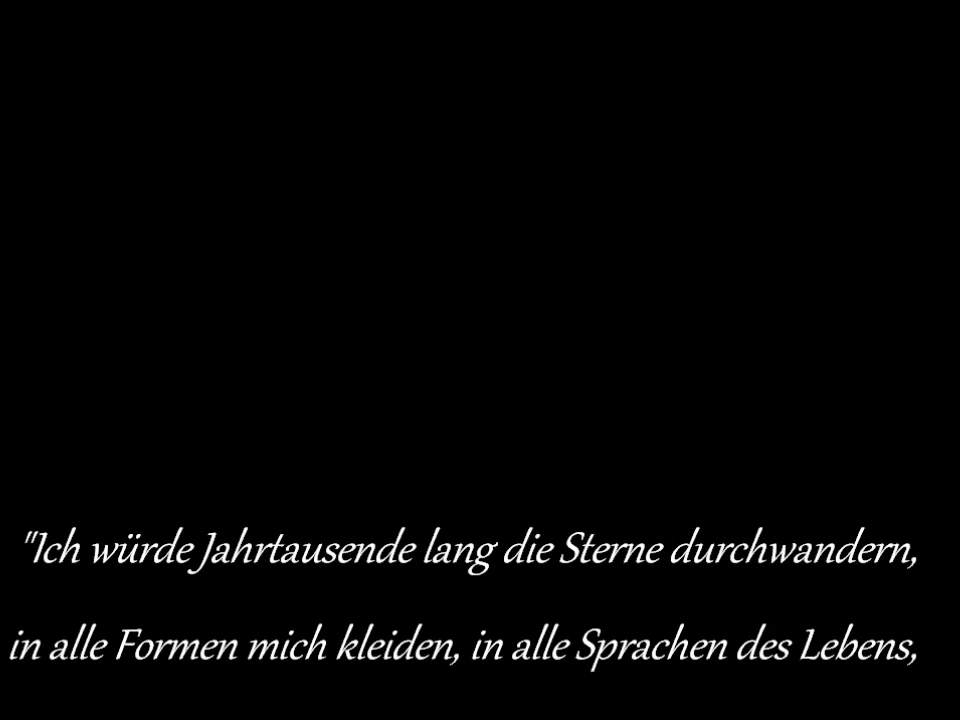 "Ich würde Jahrtausende lang die Sterne durchwandern,
in alle Formen mich kleiden, in alle Sprachen des Lebens,